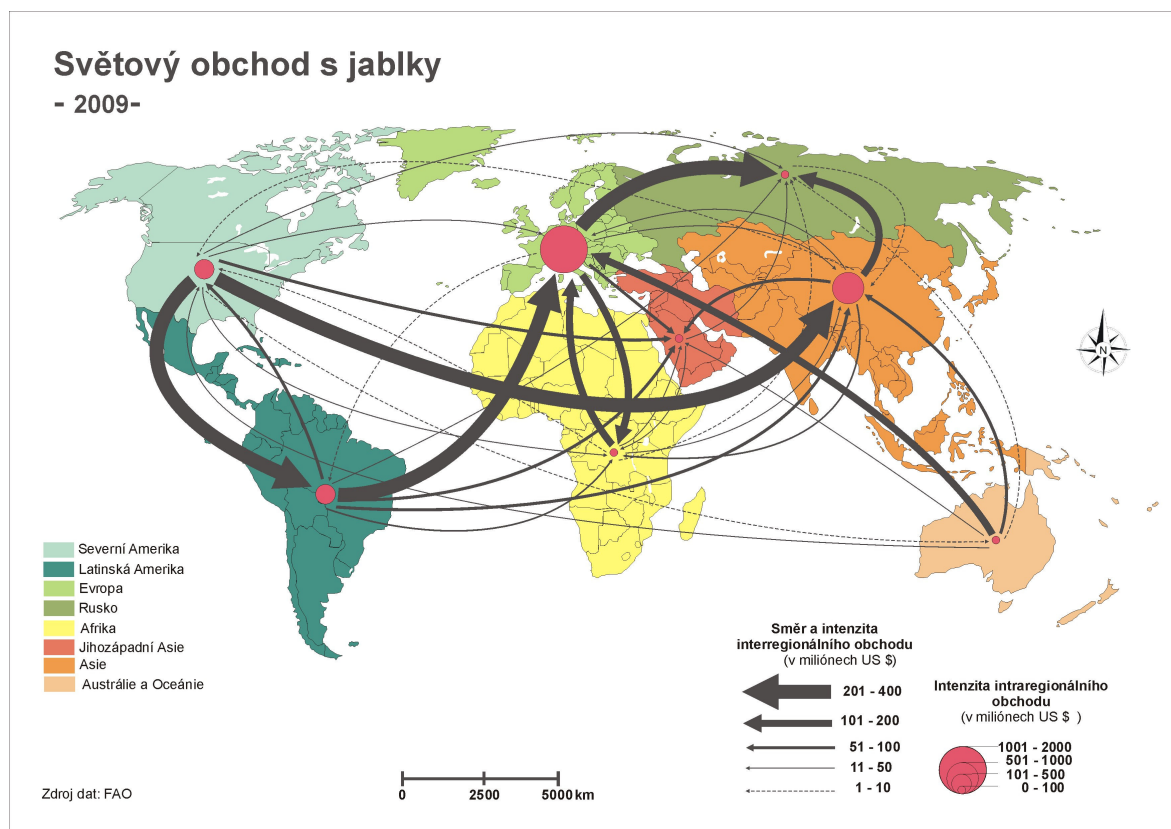 Světový obchod s jablky
- 2009-
N
Severní Amerika
Latinská Amerika
Evropa
Rusko
Afrika
Jihozápadní Asie
Asie
Austrálie a Oceánie
Směr a intenzita
interregionálního obchodu
(v miliónech US $)
201 - 400
101 - 200
51 - 100
11 - 50
1 - 10
Intenzita intraregionálního
obchodu
(v miliónech US $ )
1001 - 2000
501 - 1000
101 - 500
0 - 100
Zdroj dat: FAO
0 2500 5000 km